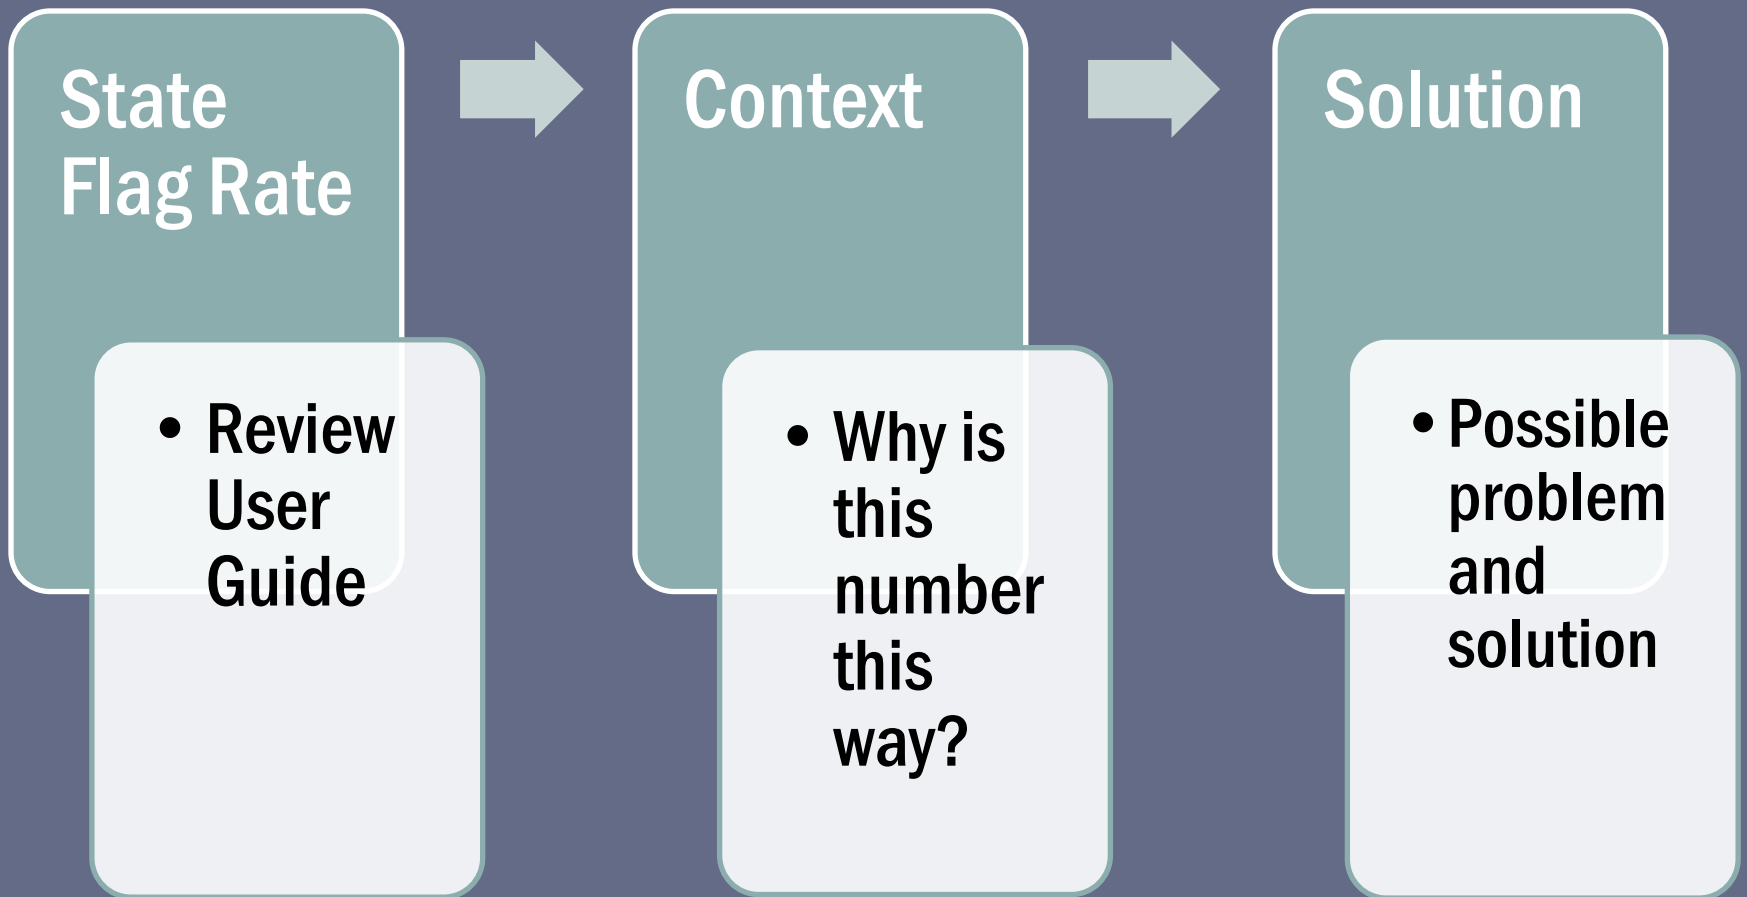 State
Flag Rate
• Review
User
Guide
Context
• Why is
this
number
this
way?
Solution
• Possible
problem
and
solution